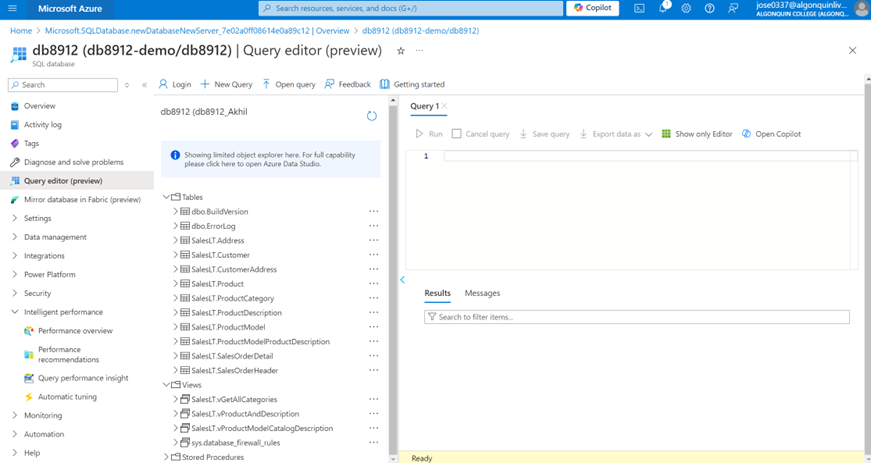 Microsoft Azure
Search resources, services, and docs (G+/)
Copilot
1
jose0337@algonquinliv...
ALGONQUIN COLLEGE (ALGONQ...
Home > Microsoft.SQLDatabase.newDatabaseNewServer_7e02a0ff08614e0a89c12 | Overview > db8912 (db8912-demo/db8912)
db8912 (db8912-demo/db8912) | Query editor (preview)
SQL database
Search
Overview
Activity log
Tags
Diagnose and solve problems
Query editor (preview)
Mirror database in Fabric (preview)
Settings
Data management
Integrations
Power Platform
Security
Intelligent performance
Performance overview
Performance
recommendations
Query performance insight
Automatic tuning
Monitoring
Automation
Help
Login
New Query
Open query
Feedback
Getting started
db8912 (db8912_Akhil
Showing limited object explorer here. For full capability
please click here to open Azure Data Studio.
Tables
dbo.BuildVersion
dbo.ErrorLog
SalesLT.Address
SalesLT.Customer
SalesLT.CustomerAddress
SalesLT.Product
SalesLT.ProductCategory
SalesLT.ProductDescription
SalesLT.ProductModel
SalesLT.ProductModelProductDescription
SalesLT.SalesOrderDetail
SalesLT.SalesOrderHeader
Views
SalesLT.vGetAllCategories
SalesLT.vProductAndDescription
SalesLT.vProductModelCatalogDescription
sys.database_firewall_rules
Stored Procedures
Query 1
Run
Cancel query
Save query
Export data as
Show only Editor
Open Copilot
1
Results
Messages
Search to filter items...
Ready